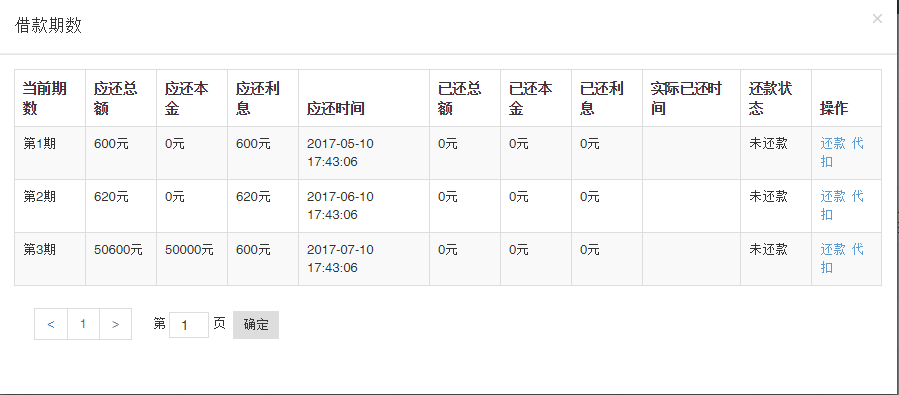 借款期数
×
当前期数 应还总额 应还本金 应还利息 应还时间 已还总额 已还本金 已还利息 实际已还时间 还款状态 操作
第1期 600元 0元 600元 2017-05-10 17:43:06 0元 0元 0元 未还款 还款 代扣
第2期 620元 0元 620元 2017-06-10 17:43:06 0元 0元 0元 未还款 还款 代扣
第3期 50600元 50000元 600元 2017-07-10 17:43:06 0元 0元 0元 未还款 还款 代扣
< 1 > 第 1 页 确定